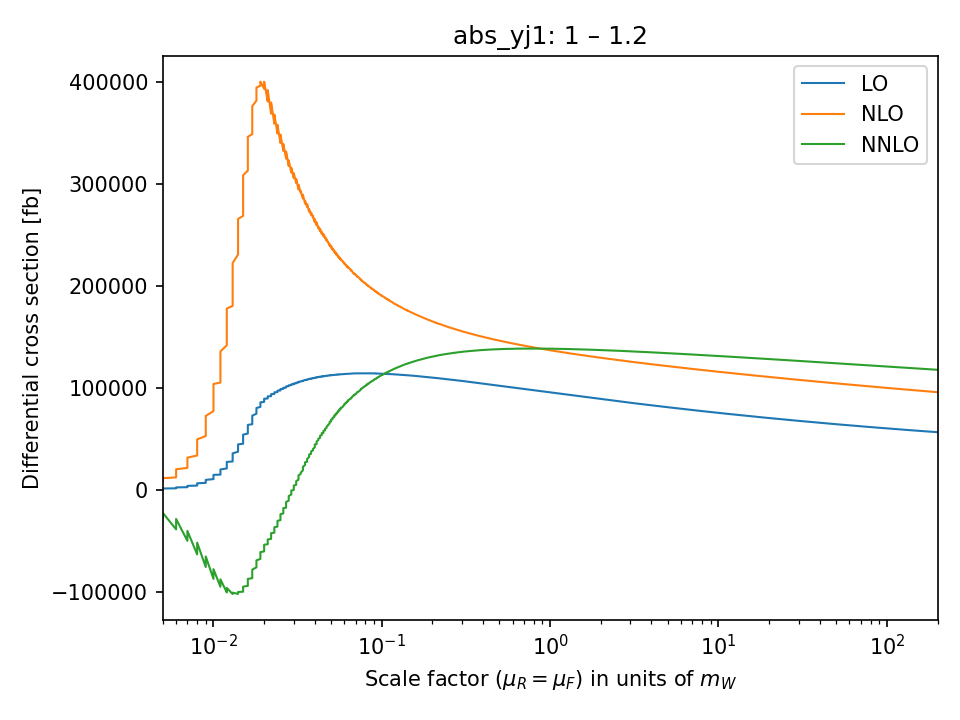 abs_yj1: 1 – 1.2
400000
300000
200000
100000
0
−100000
Differential cross section [fb]
LO
NLO
NNLO
10⁻² 10⁻¹ 10⁰ 10¹ 10²
Scale factor (μ_R = μ_F) in units of m_W